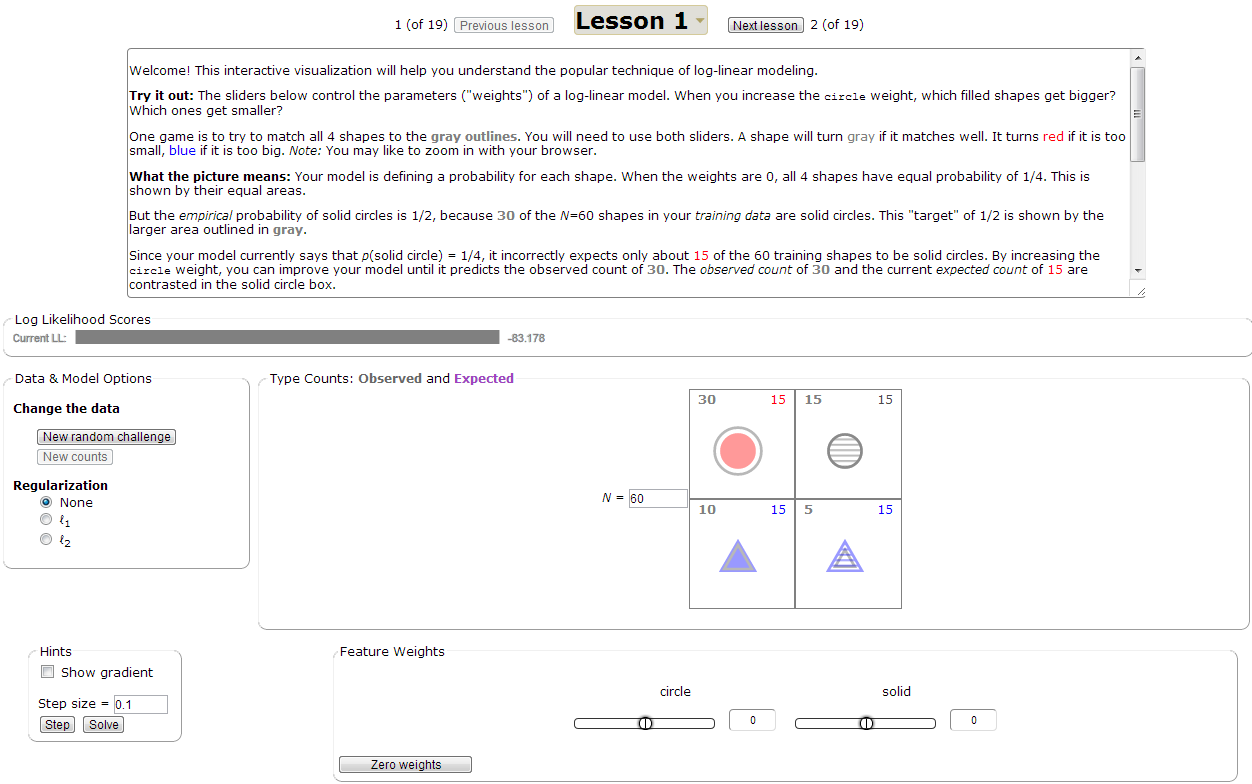 1 (of 19) Previous lesson Lesson 1 Next lesson 2 (of 19)
Welcome! This interactive visualization will help you understand the popular technique of log-linear modeling.
Try it out: The sliders below control the parameters ("weights") of a log-linear model. When you increase the circle weight, which filled shapes get bigger?
Which ones get smaller?
One game is to try to match all 4 shapes to the gray outlines. You will need to use both sliders. A shape will turn gray if it matches well. It turns red if it is too
small, blue if it is too big. Note: You may like to zoom in with your browser.
What the picture means: Your model is defining a probability for each shape. When the weights are 0, all 4 shapes have equal probability of 1/4. This is
shown by their equal areas.
But the empirical probability of solid circles is 1/2, because 30 of the N=60 shapes in your training data are solid circles. This "target" of 1/2 is shown by the
larger area outlined in gray.
Since your model currently says that p(solid circle) = 1/4, it incorrectly expects only about 15 of the 60 training shapes to be solid circles. By increasing the
circle weight, you can improve your model until it predicts the observed count of 30. The observed count of 30 and the current expected count of 15 are
contrasted in the solid circle box.
Log Likelihood Scores
Current LL: -83.178
Data & Model Options
Change the data
New random challenge
New counts
Regularization
None
ℓ1
ℓ2
Type Counts: Observed and Expected
30 15 15 15
N = 60
10 15 5 15
Hints
Show gradient
Step size = 0.1
Step Solve
Feature Weights
circle solid
0 0
Zero weights